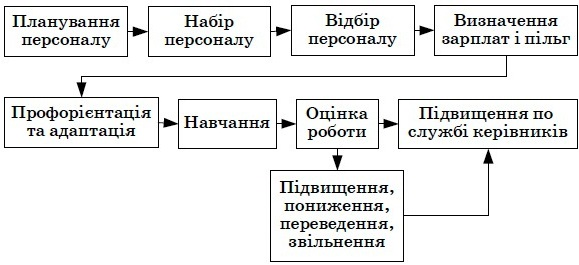 Планування
персоналу
Набір
персоналу
Відбір
персоналу
Визначення
зарплат і пільг
Профорієнтація
та адаптація
Навчання
Оцінка
роботи
Підвищення по
службі керівників
Підвищення,
пониження,
переведення,
звільнення